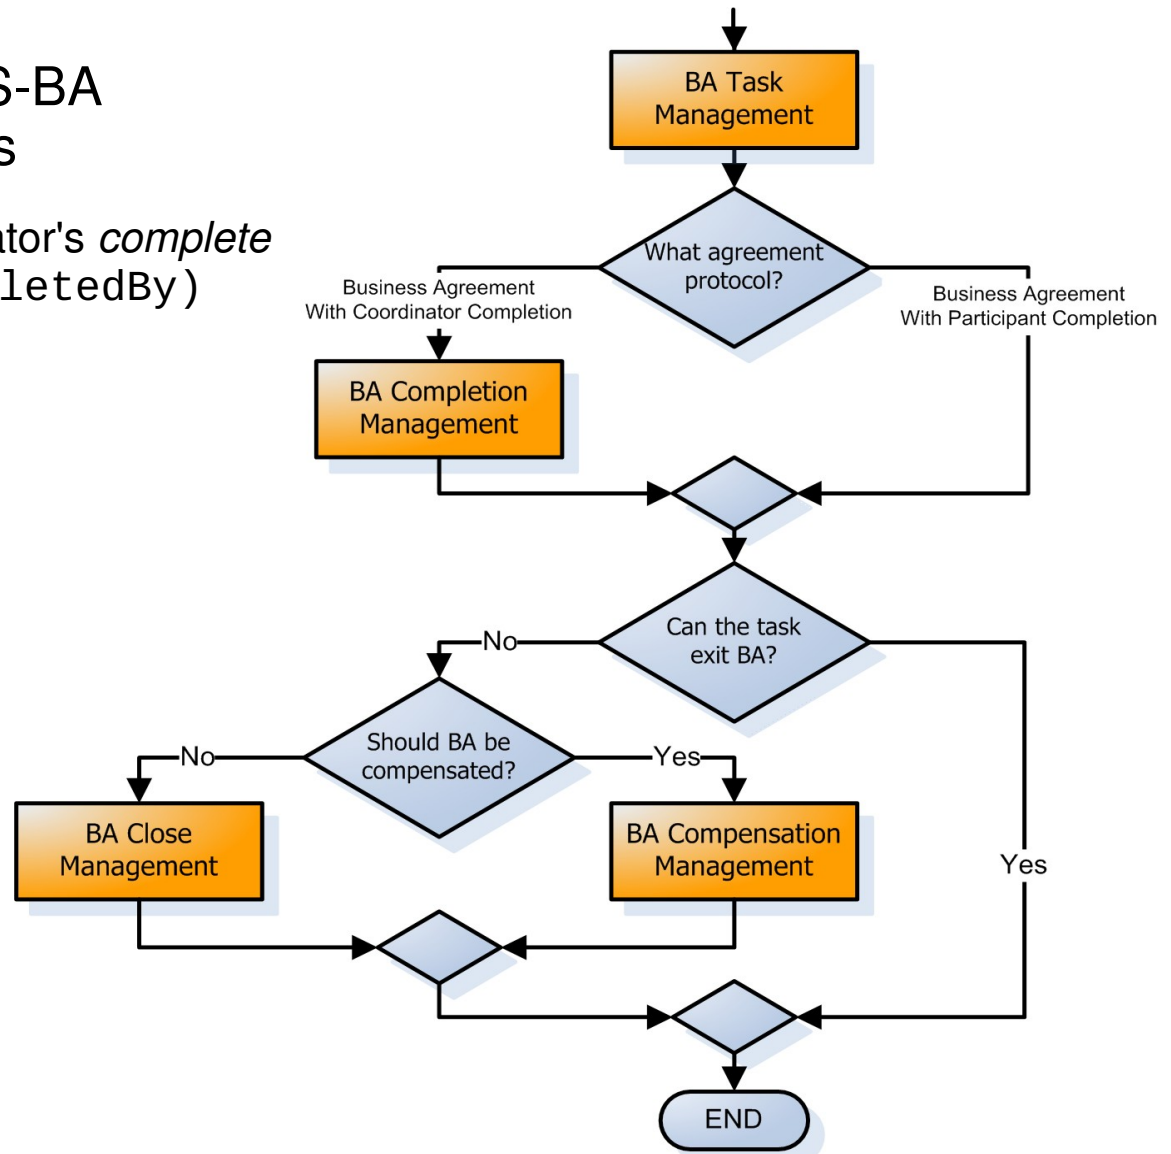 S-BA
s
ator's complete
letedBy)
BA Task
Management
What agreement
protocol?
Business Agreement
With Coordinator Completion
Business Agreement
With Participant Completion
BA Completion
Management
Can the task
exit BA?
No
Should BA be
compensated?
No
Yes
BA Close
Management
BA Compensation
Management
Yes
END